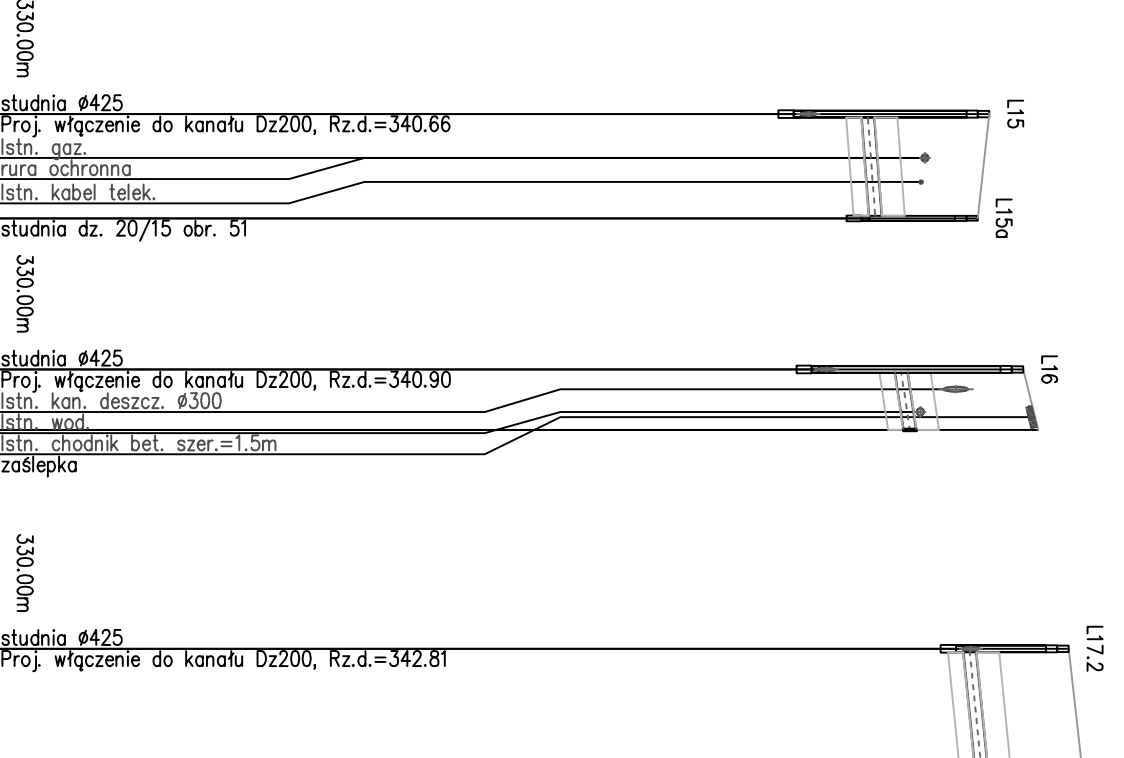 330.00m
studnia Ø425
Proj. włączenie do kanału Dz200, Rz.d.=340.66
Istn. gaz.
rura ochronna
Istn. kabel telek.
studnia dz. 20/15 obr. 51
L15
L15a
330.00m
studnia Ø425
Proj. włączenie do kanału Dz200, Rz.d.=340.90
Istn. kan. deszcz. Ø300
Istn. wod.
Istn. chodnik bet. szer.=1.5m
zaślepka
L16
330.00m
studnia Ø425
Proj. włączenie do kanału Dz200, Rz.d.=342.81
L17.2